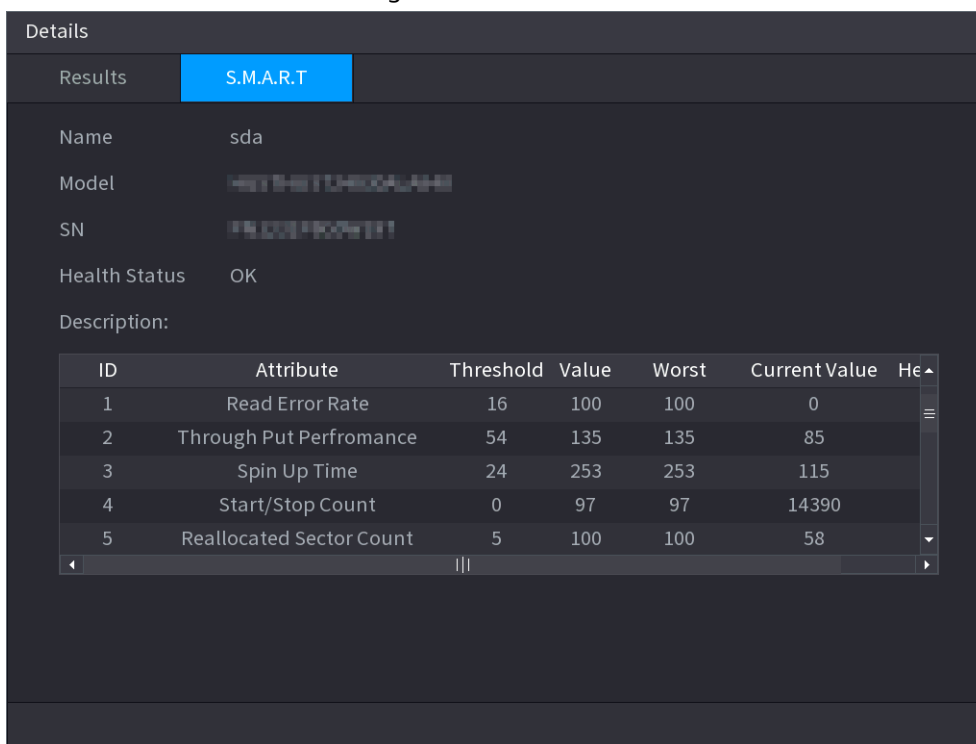 Details
Results S.M.A.R.T
Name sda
Model
SN
Health Status OK
Description:
ID Attribute Threshold Value Worst Current Value He
1 Read Error Rate 16 100 100 0
2 Through Put Perfromance 54 135 135 85
3 Spin Up Time 24 253 253 115
4 Start/Stop Count 0 97 97 14390
5 Reallocated Sector Count 5 100 100 58